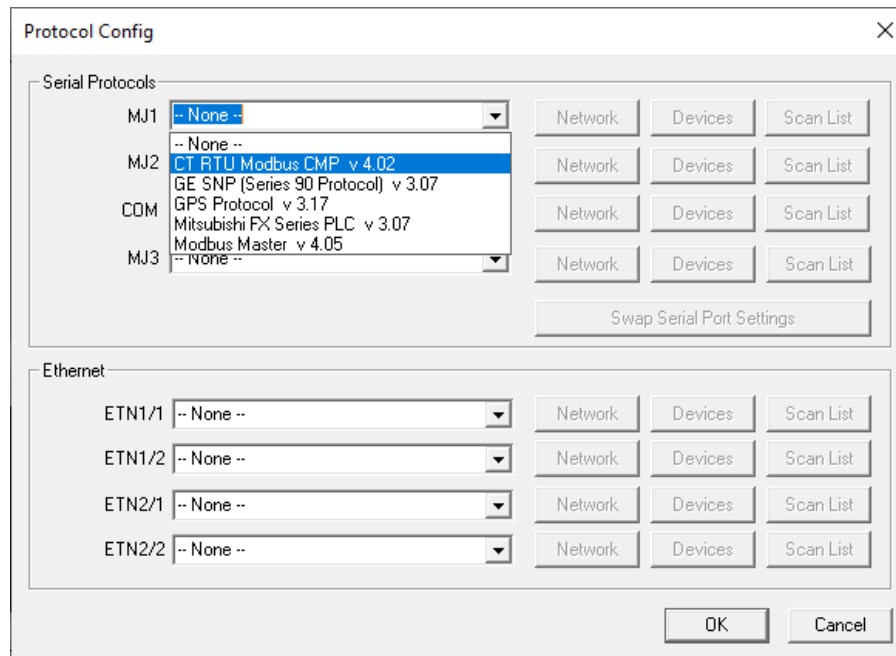 Protocol Config
Serial Protocols
MJ1 -- None -- Network Devices Scan List
-- None --
MJ2 CT RTU Modbus CMP v 4.02 Network Devices Scan List
GE SNP (Series 90 Protocol) v 3.07
COM GPS Protocol v 3.17 Network Devices Scan List
Mitsubishi FX Series PLC v 3.07
Modbus Master v 4.05
MJ3 -- None -- Network Devices Scan List
Swap Serial Port Settings
Ethernet
ETN1/1 -- None -- Network Devices Scan List
ETN1/2 -- None -- Network Devices Scan List
ETN2/1 -- None -- Network Devices Scan List
ETN2/2 -- None -- Network Devices Scan List
OK Cancel